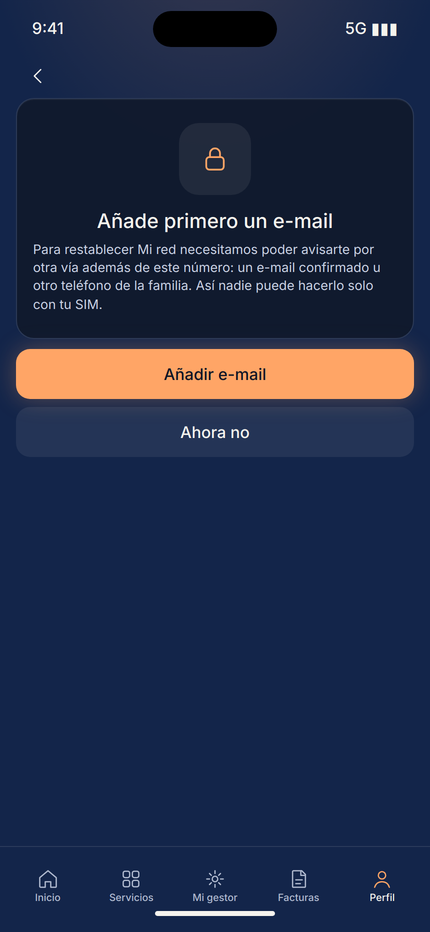 9:41
5G
Añade primero un e-mail
Para restablecer Mi red necesitamos poder avisarte por
otra vía además de este número: un e-mail confirmado u
otro teléfono de la familia. Así nadie puede hacerlo solo
con tu SIM.
Añadir e-mail
Ahora no
Inicio
Servicios
Mi gestor
Facturas
Perfil